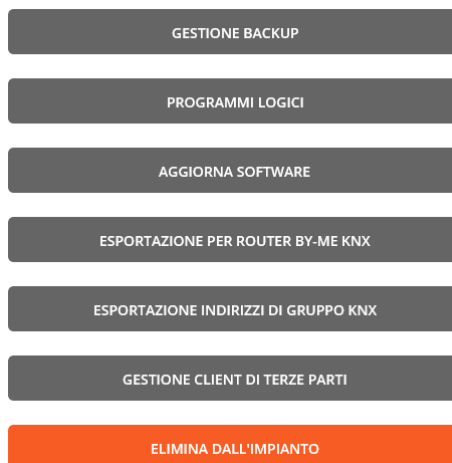 GESTIONE BACKUP
PROGRAMMI LOGICI
AGGIORNA SOFTWARE
ESPORTAZIONE PER ROUTER BY-ME KNX
ESPORTAZIONE INDIRIZZI DI GRUPPO KNX
GESTIONE CLIENT DI TERZE PARTI
ELIMINA DALL'IMPIANTO